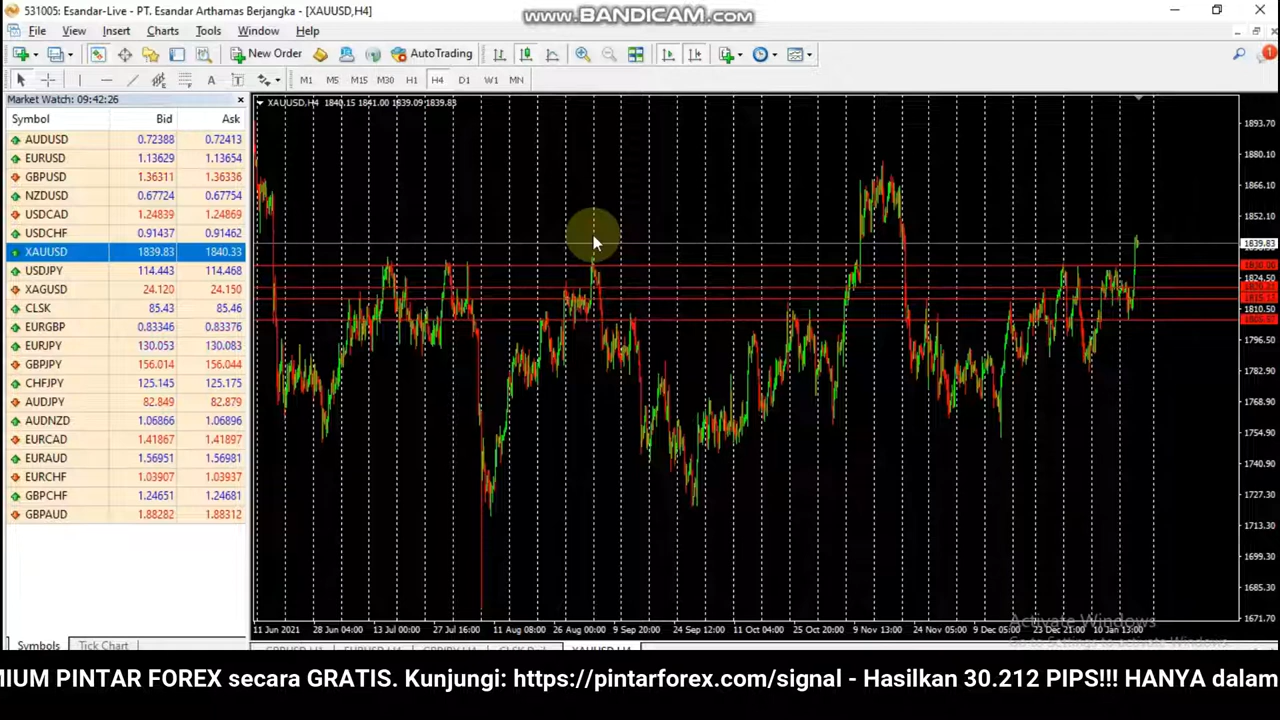 531005: Esandar-Live - PT. Esandar Arthamas Berjangka - [XAUUSD,H4]
www.BANDICAM.com
File View Insert Charts Tools Window Help
New Order AutoTrading
M1 M5 M15 M30 H1 H4 D1 W1 MN
Market Watch: 09:42:26
Symbol Bid Ask
AUDUSD 0.72388 0.72413
EURUSD 1.13629 1.13654
GBPUSD 1.36311 1.36336
NZDUSD 0.67724 0.67754
USDCAD 1.24839 1.24869
USDCHF 0.91437 0.91462
XAUUSD 1839.83 1840.33
USDJPY 114.443 114.468
XAGUSD 24.120 24.150
CLSK 85.43 85.46
EURGBP 0.83346 0.83376
EURJPY 130.053 130.083
GBPJPY 156.014 156.044
CHFJPY 125.145 125.175
AUDJPY 82.849 82.879
AUDNZD 1.06866 1.06896
EURCAD 1.41867 1.41897
EURAUD 1.56951 1.56981
EURCHF 1.03907 1.03937
GBPCHF 1.24651 1.24681
GBPAUD 1.88282 1.88312
Symbols Tick Chart
XAUUSD,H4 1840.15 1841.00 1839.09 1839.83
1893.70
1880.10
1866.10
1852.10
1839.83
1830.00
1824.50
1810.50
1796.50
1782.90
1768.90
1754.90
1740.90
1727.30
1713.30
1699.30
1685.30
1671.70
11 Jun 2021 28 Jun 04:00 13 Jul 00:00 27 Jul 16:00 11 Aug 08:00 26 Aug 00:00 9 Sep 20:00 24 Sep 12:00 11 Oct 04:00 25 Oct 20:00 9 Nov 13:00 24 Nov 05:00 9 Dec 05:00 23 Dec 21:00 10 Jan 13:00
Activate Windows
Go to Settings to activate Windows.
MIUM PINTAR FOREX secara GRATIS. Kunjungi: https://pintarforex.com/signal - Hasilkan 30.212 PIPS!!! HANYA dalam